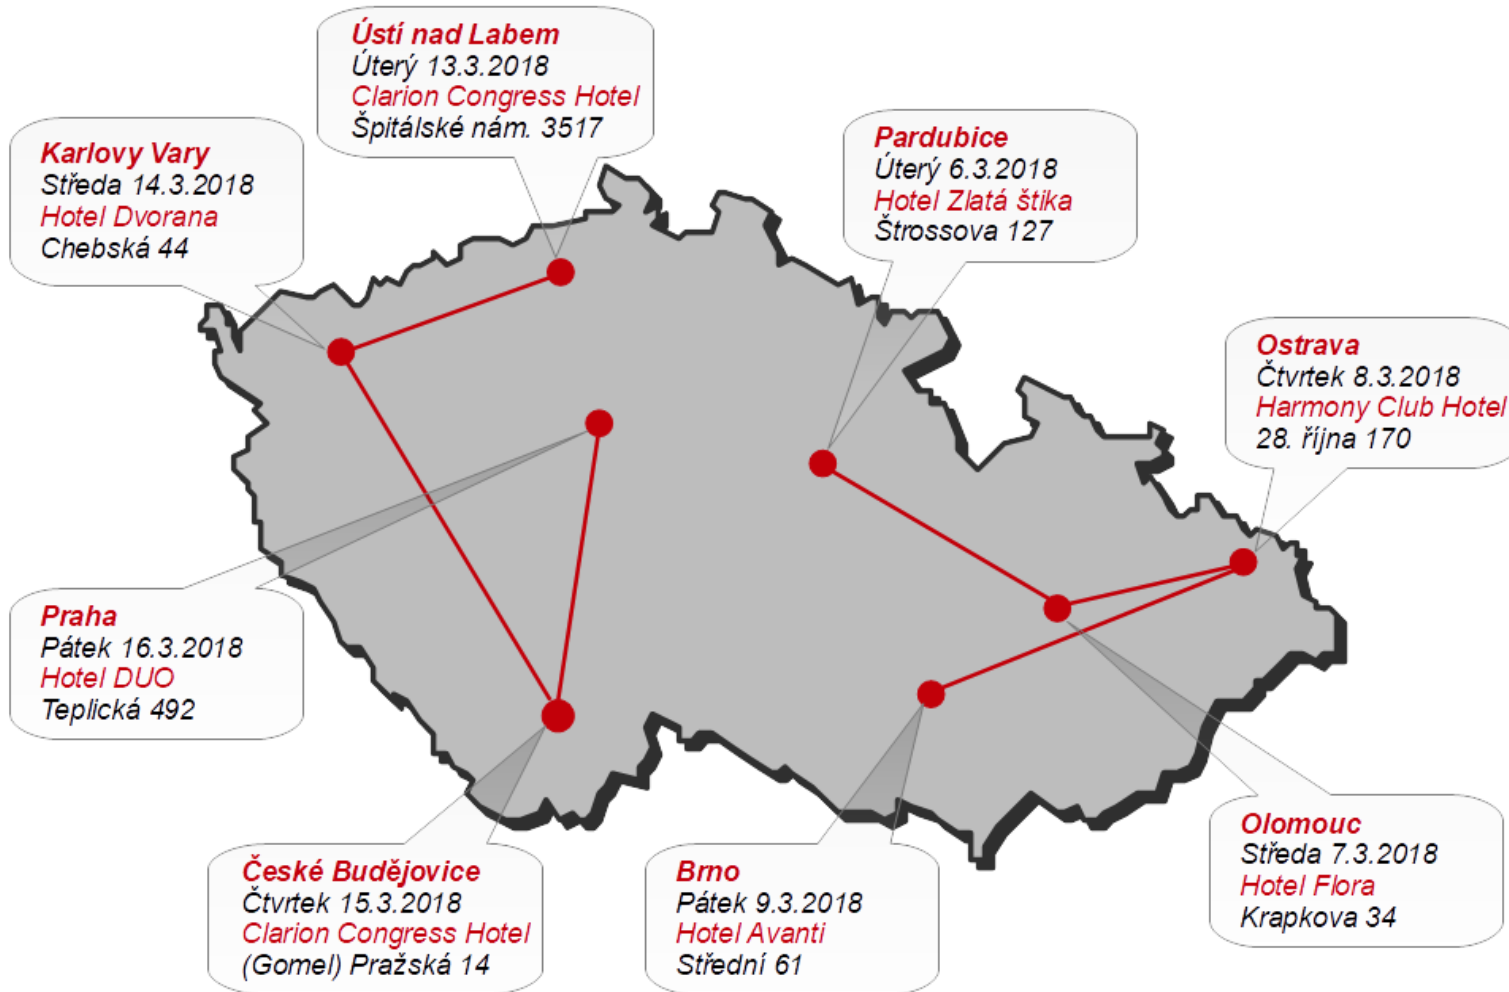 Ústí nad Labem
Úterý 13.3.2018
Clarion Congress Hotel
Špitálské nám. 3517
Karlovy Vary
Středa 14.3.2018
Hotel Dvorana
Chebská 44
Pardubice
Úterý 6.3.2018
Hotel Zlatá štika
Štrossova 127
Ostrava
Čtvrtek 8.3.2018
Harmony Club Hotel
28. října 170
Praha
Pátek 16.3.2018
Hotel DUO
Teplická 492
České Budějovice
Čtvrtek 15.3.2018
Clarion Congress Hotel
(Gomel) Pražská 14
Brno
Pátek 9.3.2018
Hotel Avanti
Střední 61
Olomouc
Středa 7.3.2018
Hotel Flora
Krapkova 34